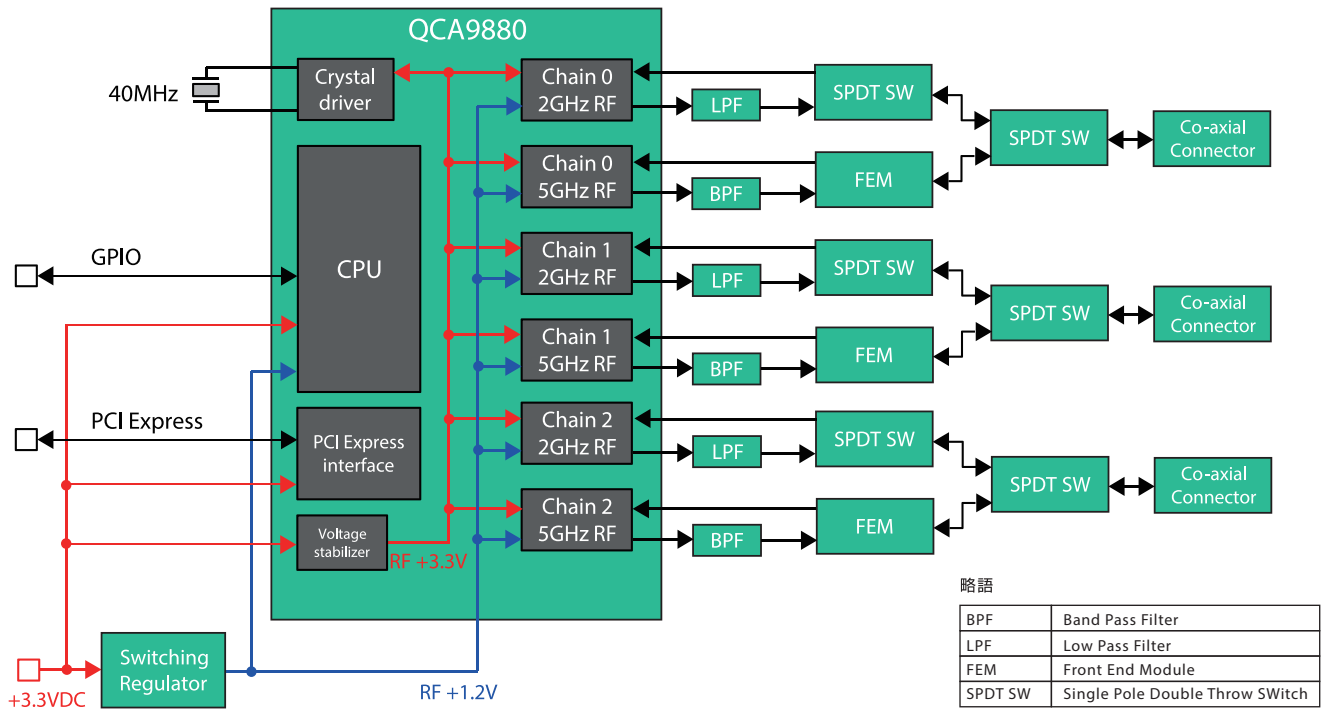 QCA9880
40MHz
Crystal
driver
Chain 0
2GHz RF
LPF
SPDT SW
SPDT SW
Co-axial
Connector
Chain 0
5GHz RF
BPF
FEM
GPIO
CPU
Chain 1
2GHz RF
LPF
SPDT SW
SPDT SW
Co-axial
Connector
Chain 1
5GHz RF
BPF
FEM
PCI Express
PCI Express
interface
Chain 2
2GHz RF
LPF
SPDT SW
SPDT SW
Co-axial
Connector
Chain 2
5GHz RF
BPF
FEM
Voltage
stabilizer
RF +3.3V
Switching
Regulator
+3.3VDC
RF +1.2V
略語
BPF Band Pass Filter
LPF Low Pass Filter
FEM Front End Module
SPDT SW Single Pole Double Throw SWitch